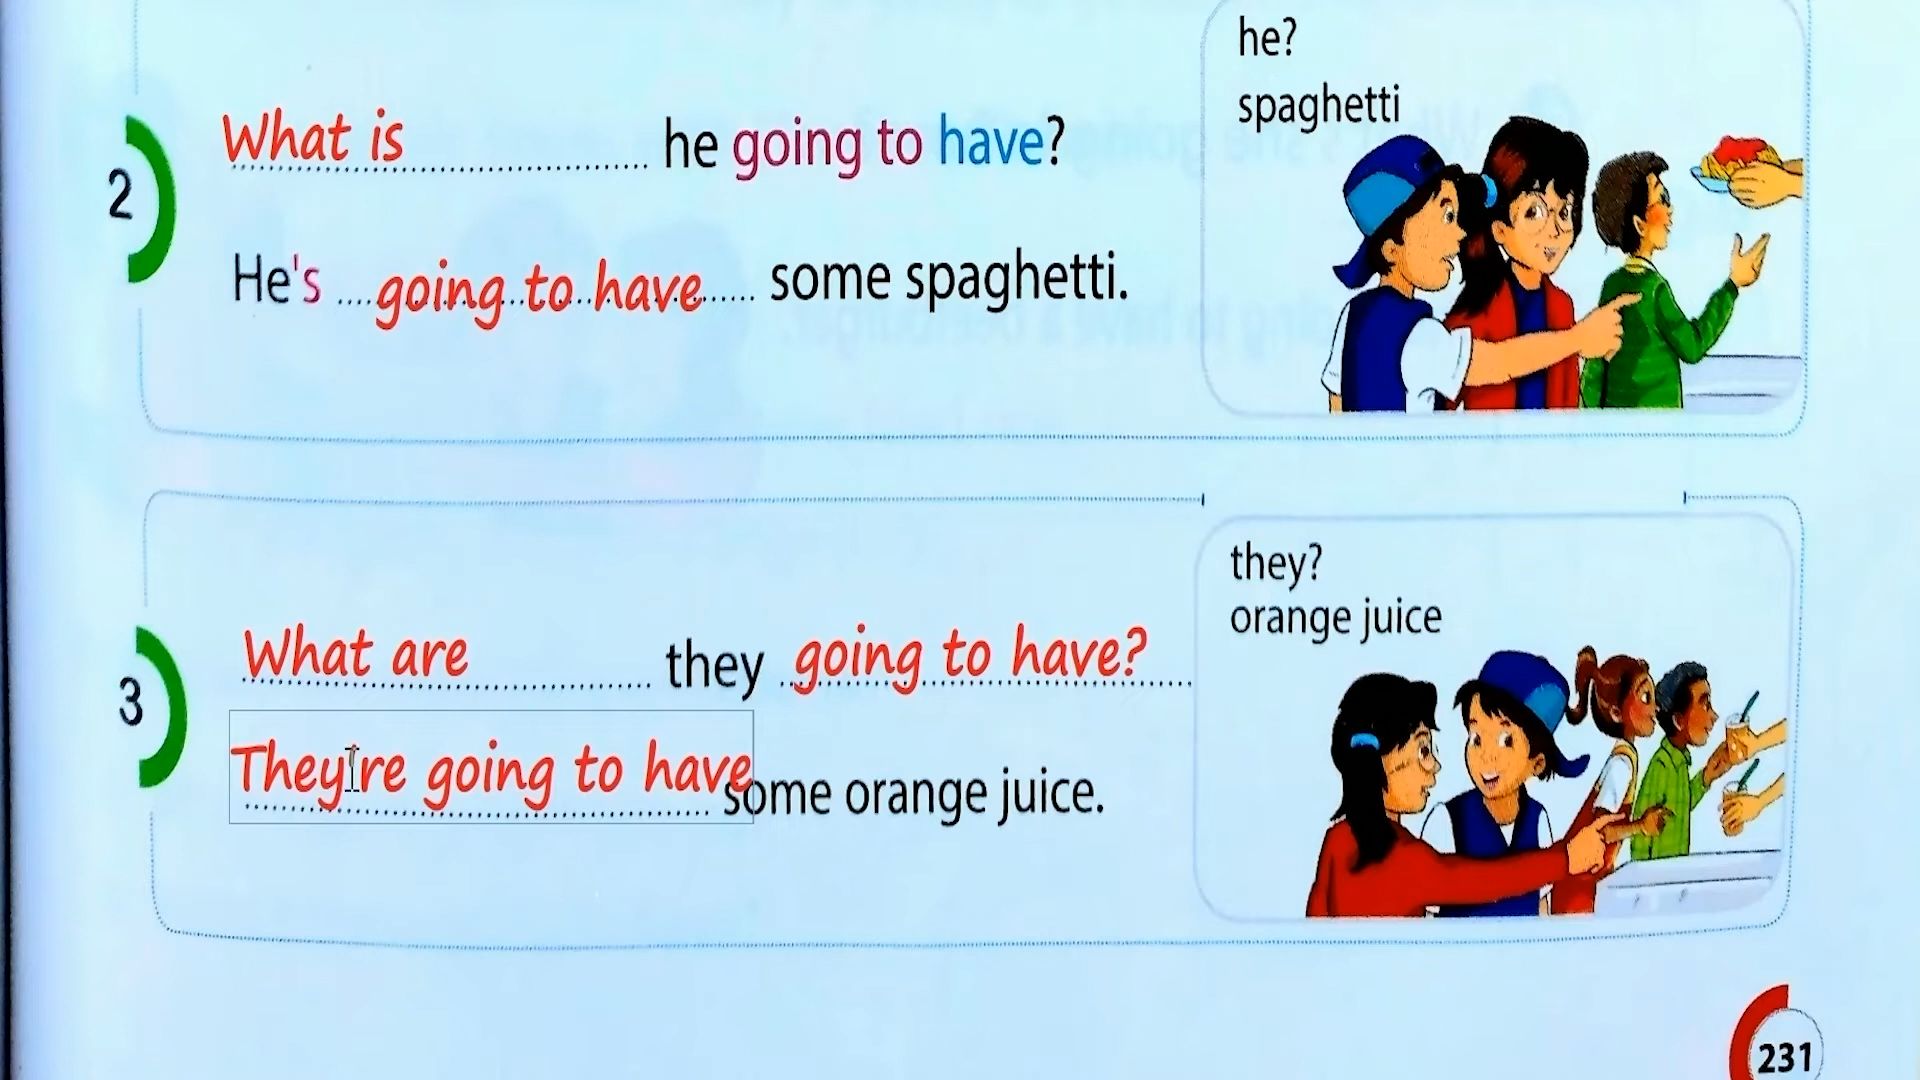 he?
spaghetti
2
What is he going to have?
He's going to have some spaghetti.
they?
orange juice
3
What are they going to have?
They're going to have some orange juice.
231